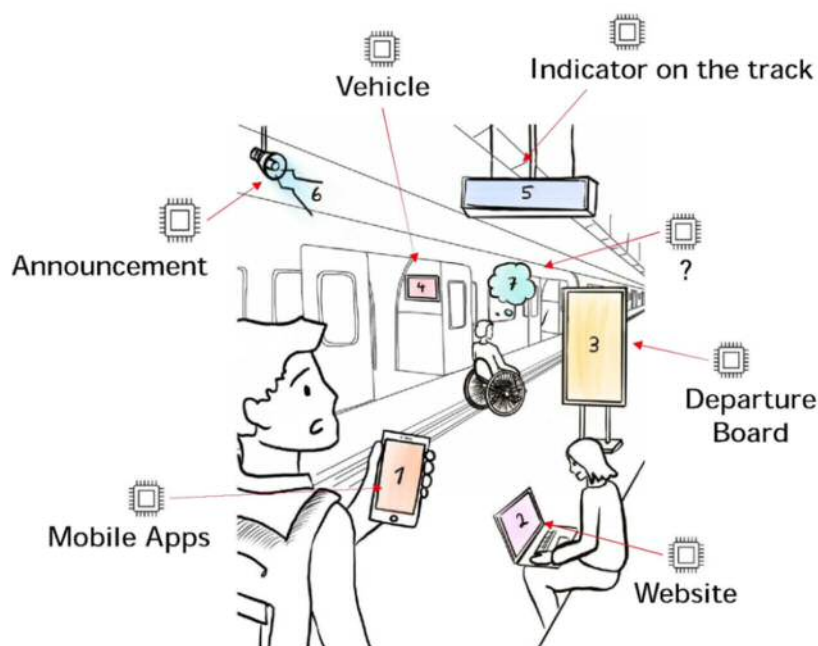 Indicator on the track
Vehicle
5
6
Announcement
?
4
7
3
Departure
Board
1
Mobile Apps
2
Website